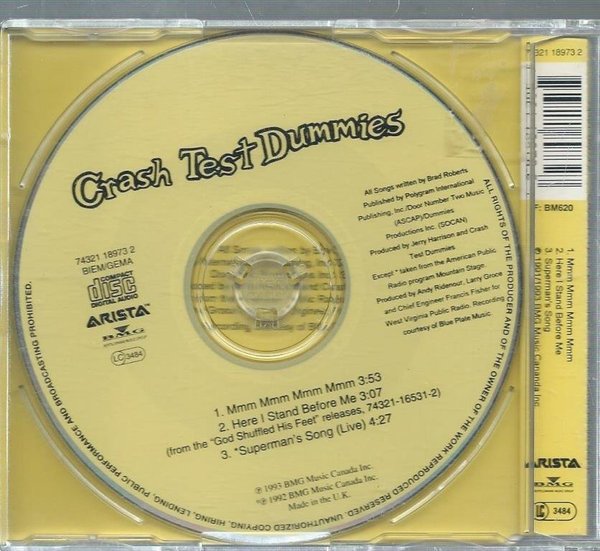 Crash Test Dummies
All Songs written by Brad Roberts
Published by Polygram International
Publishing, Inc./Door Number Two Music
(ASCAP)/Dummies
Productions Inc. (SOCAN)
Produced by Jerry Harrison and Crash
Test Dummies
Except * taken from the American Public
Radio program Mountain Stage.
Produced by Andy Ridenour, Larry Groce
and Chief Engineer Francis Fisher for
West Virginia Public Radio. Recording
courtesy of Blue Plate Music
74321 18973 2
BIEM/GEMA
COMPACT
disc
DIGITAL AUDIO
ARISTA™
BMG
LC 3484
1. Mmm Mmm Mmm Mmm 3:53
2. Here I Stand Before Me 3:07
(from the "God Shuffled His Feet" releases, 74321-16531-2)
3. *Superman's Song (Live) 4:27
℗ 1993 BMG Music Canada Inc.
*℗ 1992 BMG Music Canada Inc.
Made in the U.K.
ALL RIGHTS OF THE PRODUCER AND OF THE OWNER OF THE WORK REPRODUCED RESERVED. UNAUTHORIZED COPYING, HIRING, LENDING, PUBLIC PERFORMANCE AND BROADCASTING PROHIBITED.
321 18973 2
F: BM620
1. Mmm Mmm Mmm Mmm
2. Here I Stand Before Me
3. Superman's Song
BMG Music Cananda Inc
ARISTA
BMG
LC 3484